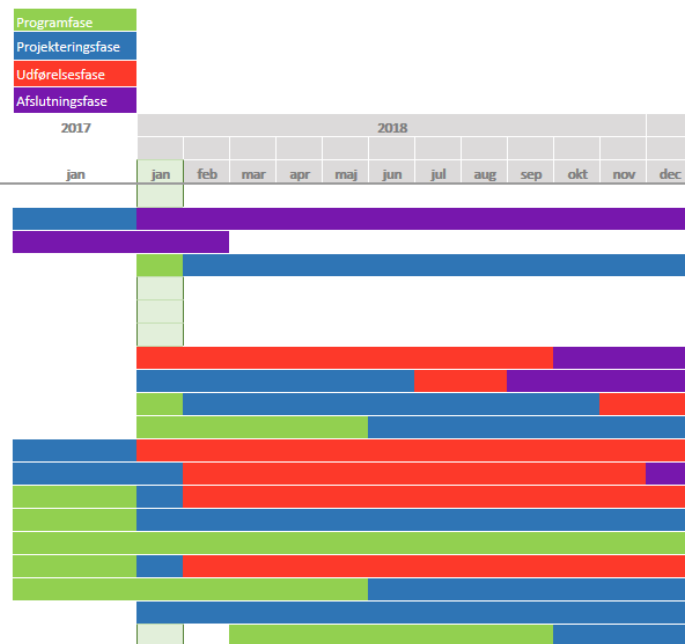 Programfase
Projekteringsfase
Udførelsesfase
Afslutningsfase
2017 2018
jan jan feb mar apr maj jun jul aug sep okt nov dec